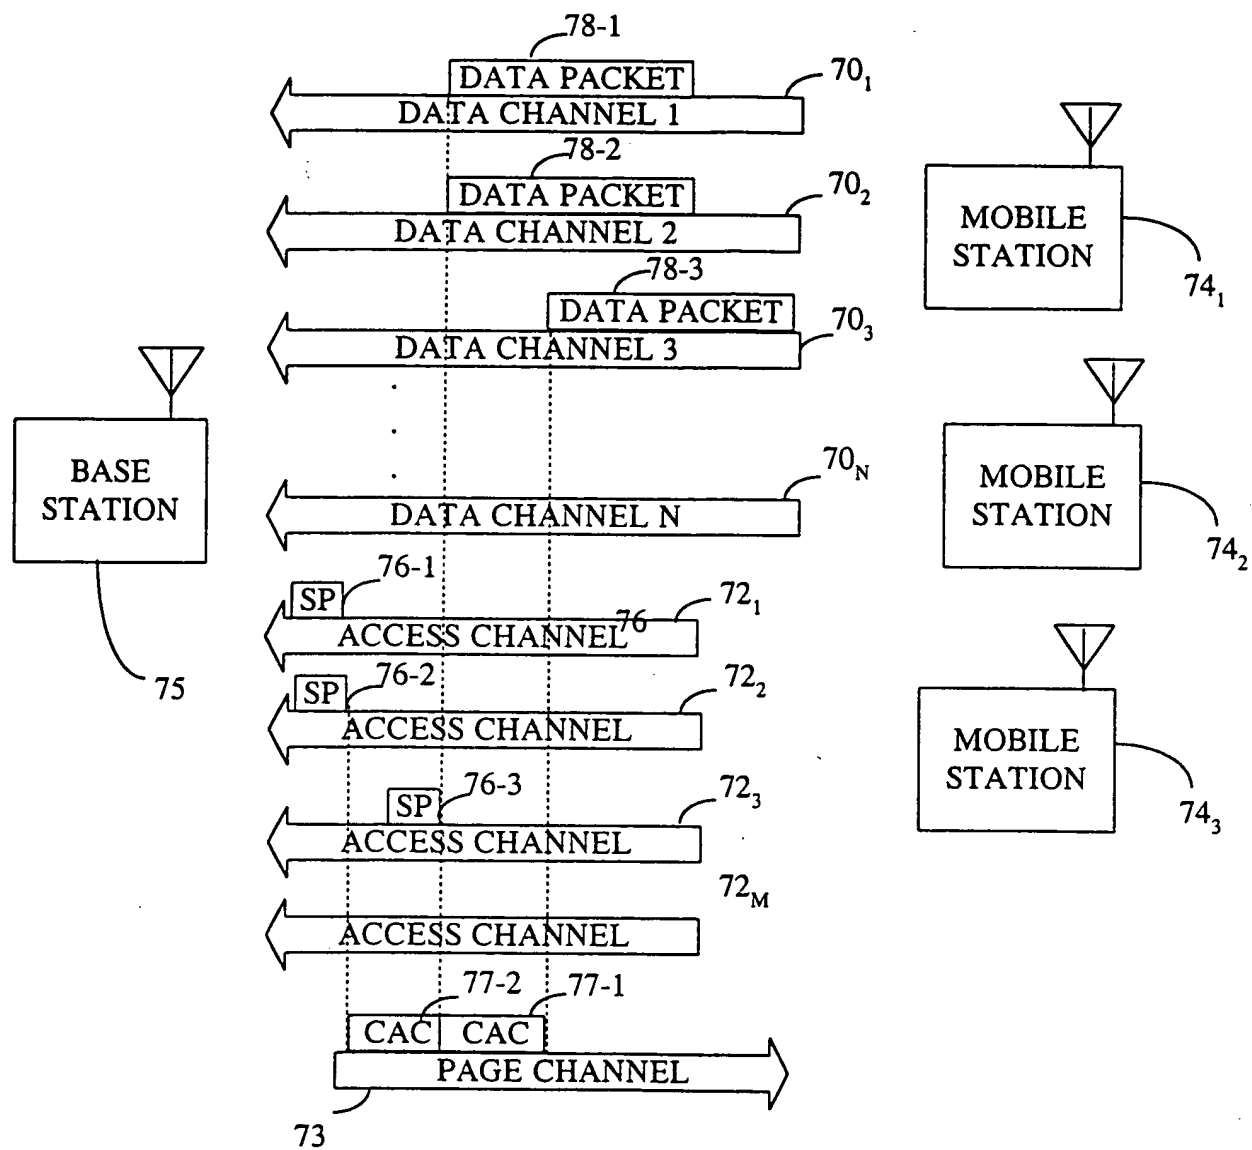 78-1
DATA PACKET
70₁
DATA CHANNEL 1
78-2
DATA PACKET
70₂
DATA CHANNEL 2
78-3
DATA PACKET
70₃
DATA CHANNEL 3
MOBILE
STATION
74₁
BASE
STATION
75
70_N
DATA CHANNEL N
MOBILE
STATION
74₂
76-1
SP
72₁
ACCESS CHANNEL 76
76-2
SP
72₂
ACCESS CHANNEL
MOBILE
STATION
74₃
76-3
SP
72₃
ACCESS CHANNEL
72_M
ACCESS CHANNEL
77-2
77-1
CAC
CAC
PAGE CHANNEL
73